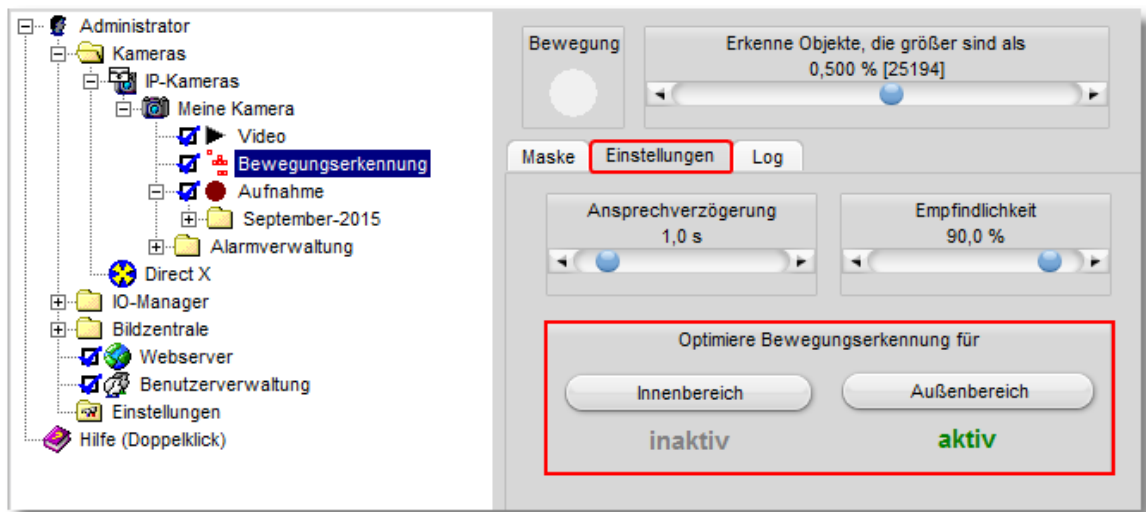 Administrator
Kameras
IP-Kameras
Meine Kamera
Video
Bewegungserkennung
Aufnahme
September-2015
Alarmverwaltung
Direct X
IO-Manager
Bildzentrale
Webserver
Benutzerverwaltung
Einstellungen
Hilfe (Doppelklick)
Bewegung
Erkenne Objekte, die größer sind als
0,500 % [25194]
Maske Einstellungen Log
Ansprechverzögerung
1,0 s
Empfindlichkeit
90,0 %
Optimiere Bewegungserkennung für
Innenbereich Außenbereich
inaktiv aktiv